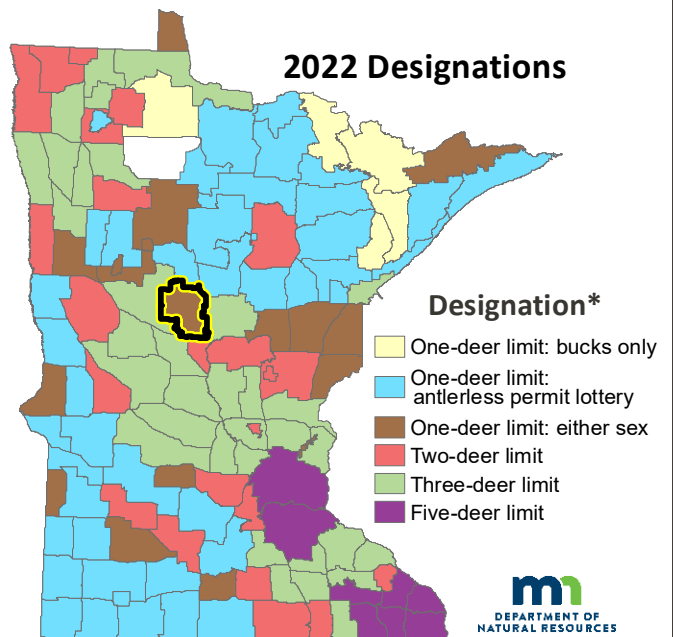 2022 Designations
Designation*
One-deer limit: bucks only
One-deer limit:
antlerless permit lottery
One-deer limit: either sex
Two-deer limit
Three-deer limit
Five-deer limit
mn
DEPARTMENT OF
NATURAL RESOURCES